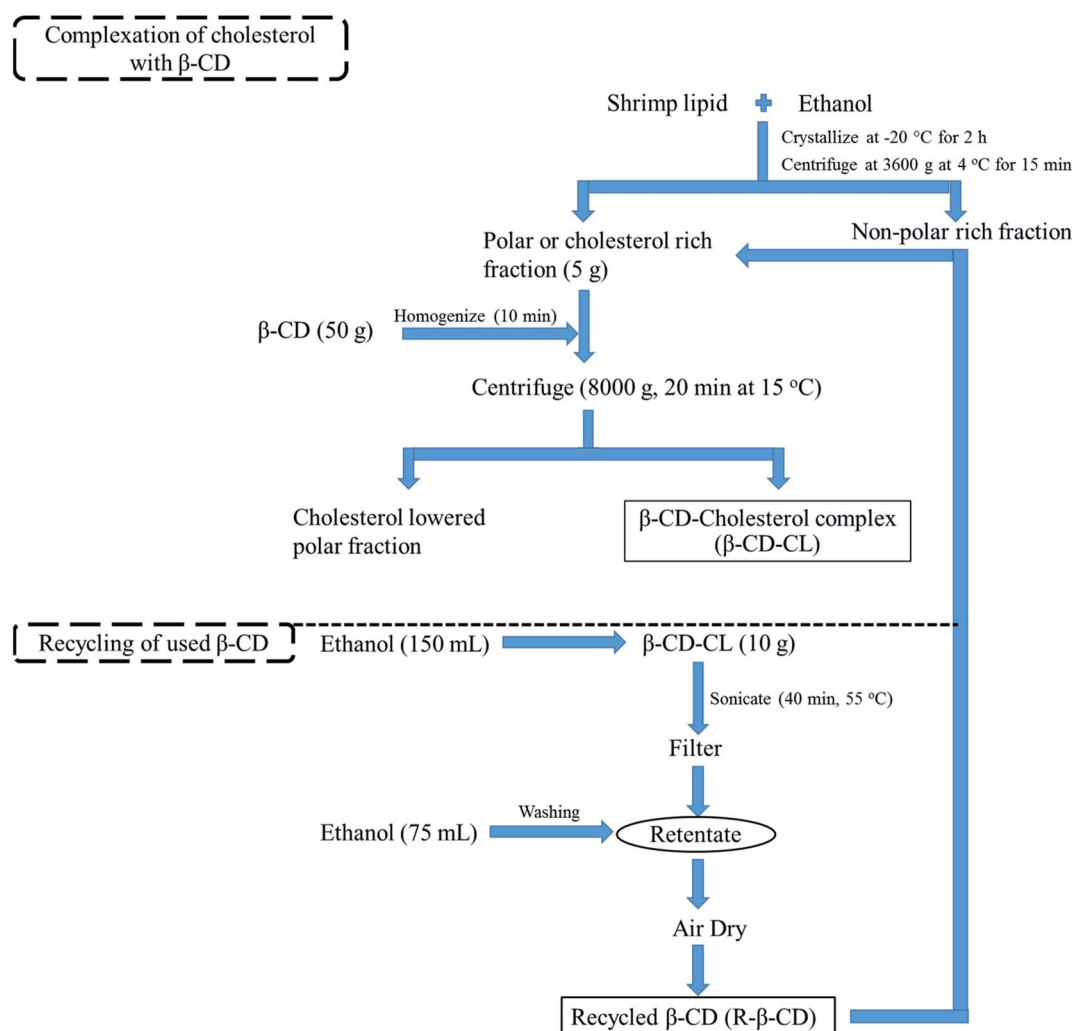 Complexation of cholesterol
with β-CD
Shrimp lipid + Ethanol
Crystallize at -20 °C for 2 h
Centrifuge at 3600 g at 4 °C for 15 min
Polar or cholesterol rich
fraction (5 g)
Non-polar rich fraction
β-CD (50 g)
Homogenize (10 min)
Centrifuge (8000 g, 20 min at 15 °C)
Cholesterol lowered
polar fraction
β-CD-Cholesterol complex
(β-CD-CL)
Recycling of used β-CD
Ethanol (150 mL)
β-CD-CL (10 g)
Sonicate (40 min, 55 °C)
Filter
Ethanol (75 mL)
Washing
Retentate
Air Dry
Recycled β-CD (R-β-CD)